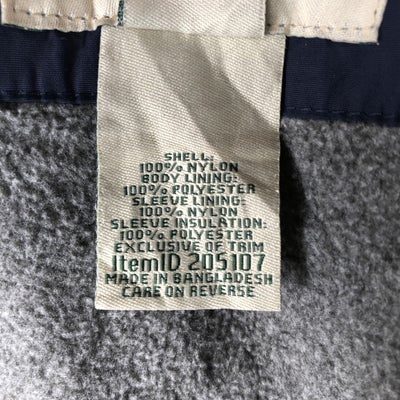 SHELL:
100% NYLON
BODY LINING:
100% POLYESTER
SLEEVE LINING:
100% NYLON
SLEEVE INSULATION:
100% POLYESTER
EXCLUSIVE OF TRIM
ItemID 205107
MADE IN BANGLADESH
CARE ON REVERSE